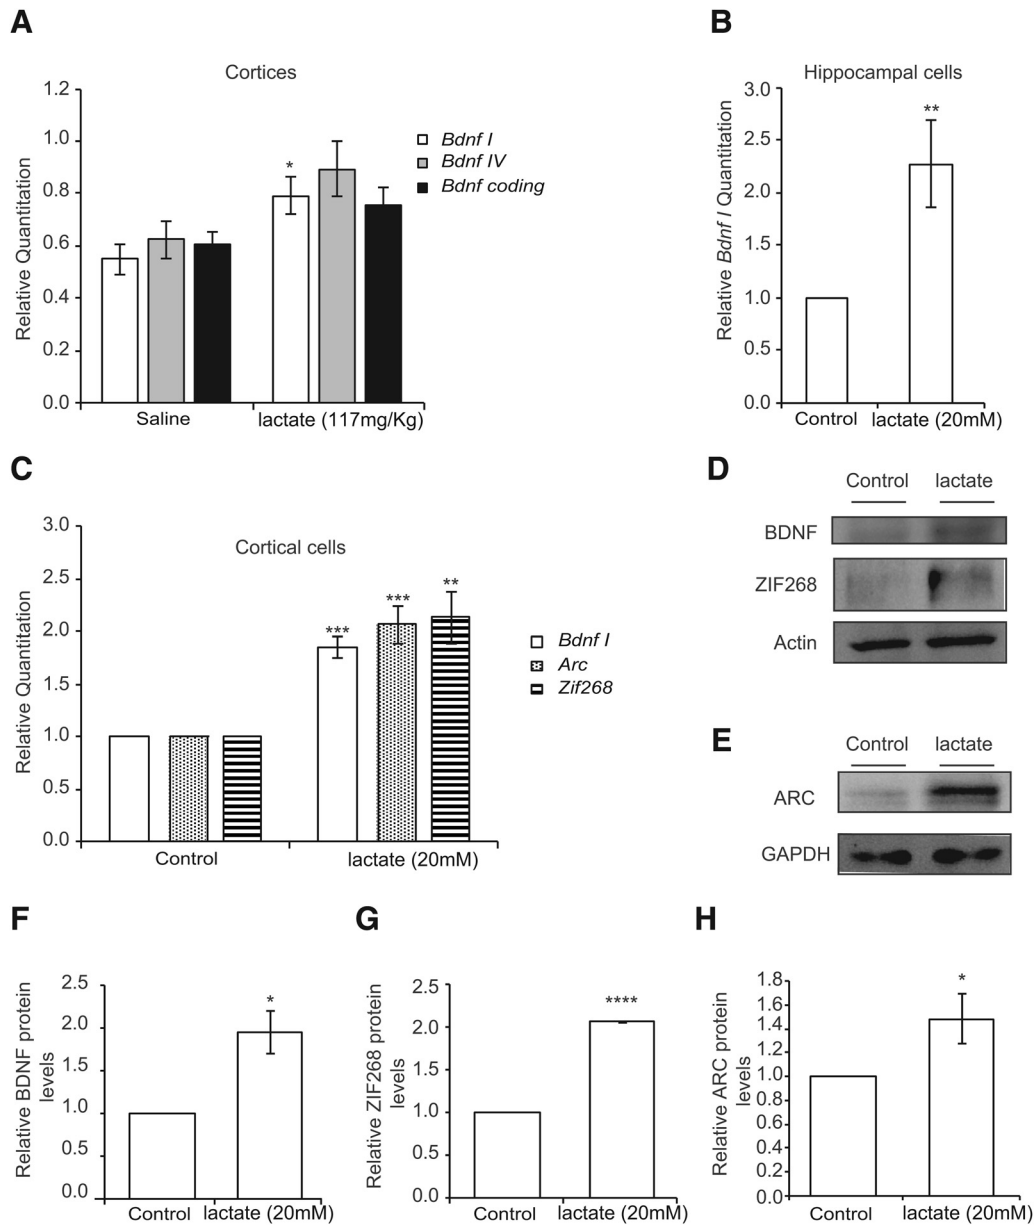 A
Cortices
Relative Quantitation
1.2
1.0
0.8
0.6
0.4
0.2
0.0
*
Saline
lactate (117mg/Kg)
Bdnf I
Bdnf IV
Bdnf coding
B
Hippocampal cells
Relative Bdnf I Quantitation
3.0
2.5
2.0
1.5
1.0
0.5
0.0
**
Control
lactate (20mM)
C
Cortical cells
Relative Quantitation
3.0
2.5
2.0
1.5
1.0
0.5
0.0
***
***
**
Control
lactate (20mM)
Bdnf I
Arc
Zif268
D
Control
lactate
BDNF
ZIF268
Actin
E
Control
lactate
ARC
GAPDH
F
Relative BDNF protein
levels
2.5
2.0
1.5
1.0
0.5
0.0
*
Control
lactate (20mM)
G
Relative ZIF268 protein
levels
2.5
2.0
1.5
1.0
0.5
0.0
****
Control
lactate (20mM)
H
Relative ARC protein
levels
1.8
1.6
1.4
1.2
1.0
0.8
0.6
0.4
0.2
0.0
*
Control
lactate (20mM)